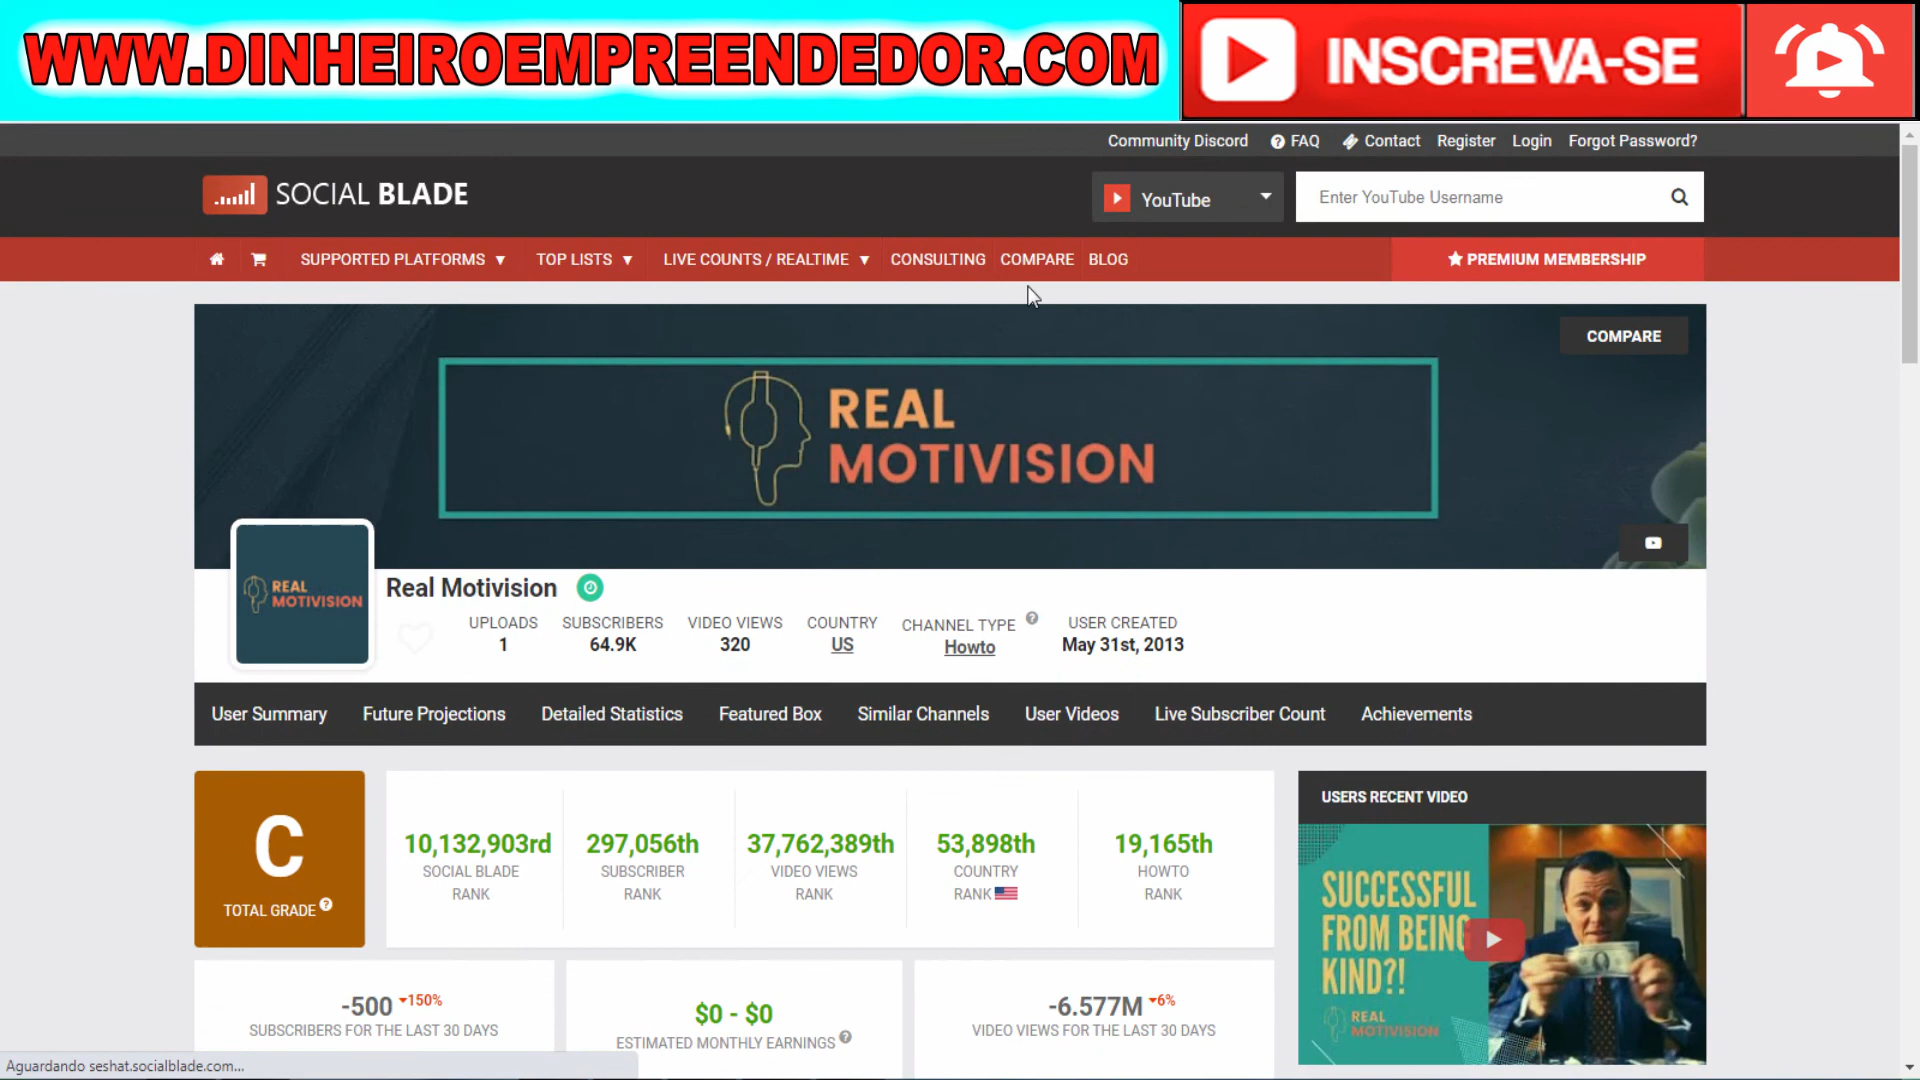 WWW.DINHEIROEMPREENDEDOR.COM
INSCREVA-SE
Community Discord FAQ Contact Register Login Forgot Password?
SOCIAL BLADE
YouTube
Enter YouTube Username
SUPPORTED PLATFORMS TOP LISTS LIVE COUNTS / REALTIME CONSULTING COMPARE BLOG
PREMIUM MEMBERSHIP
COMPARE
REAL
MOTIVISION
REAL
MOTIVISION
Real Motivision
UPLOADS SUBSCRIBERS VIDEO VIEWS COUNTRY CHANNEL TYPE USER CREATED
1 64.9K 320 US Howto May 31st, 2013
User Summary Future Projections Detailed Statistics Featured Box Similar Channels User Videos Live Subscriber Count Achievements
C
TOTAL GRADE
10,132,903rd
SOCIAL BLADE
RANK
297,056th
SUBSCRIBER
RANK
37,762,389th
VIDEO VIEWS
RANK
53,898th
COUNTRY
RANK
19,165th
HOWTO
RANK
USERS RECENT VIDEO
SUCCESSFUL
FROM BEING
KIND?!
REAL
MOTIVISION
-500 150%
SUBSCRIBERS FOR THE LAST 30 DAYS
$0 - $0
ESTIMATED MONTHLY EARNINGS
-6.577M 6%
VIDEO VIEWS FOR THE LAST 30 DAYS
Aguardando seshat.socialblade.com...